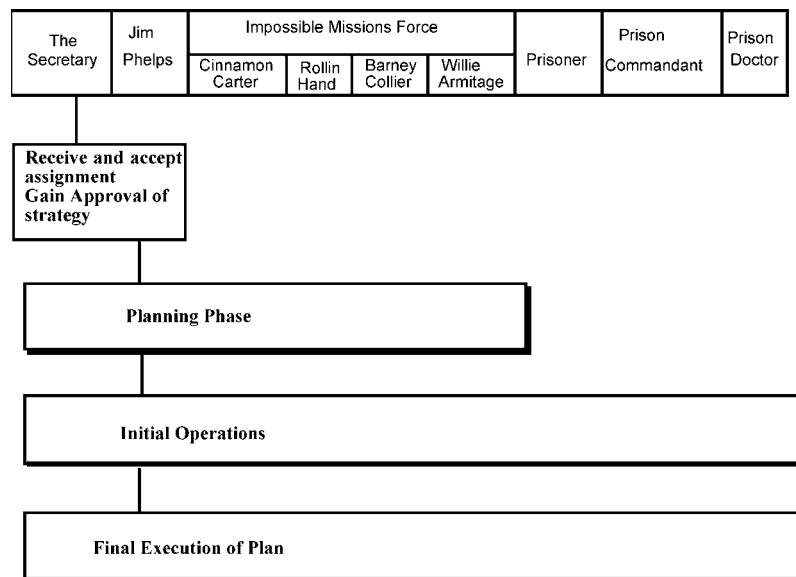 The
Secretary
Jim
Phelps
Impossible Missions Force
Cinnamon
Carter
Rollin
Hand
Barney
Collier
Willie
Armitage
Prisoner
Prison
Commandant
Prison
Doctor
Receive and accept
assignment
Gain Approval of
strategy
Planning Phase
Initial Operations
Final Execution of Plan